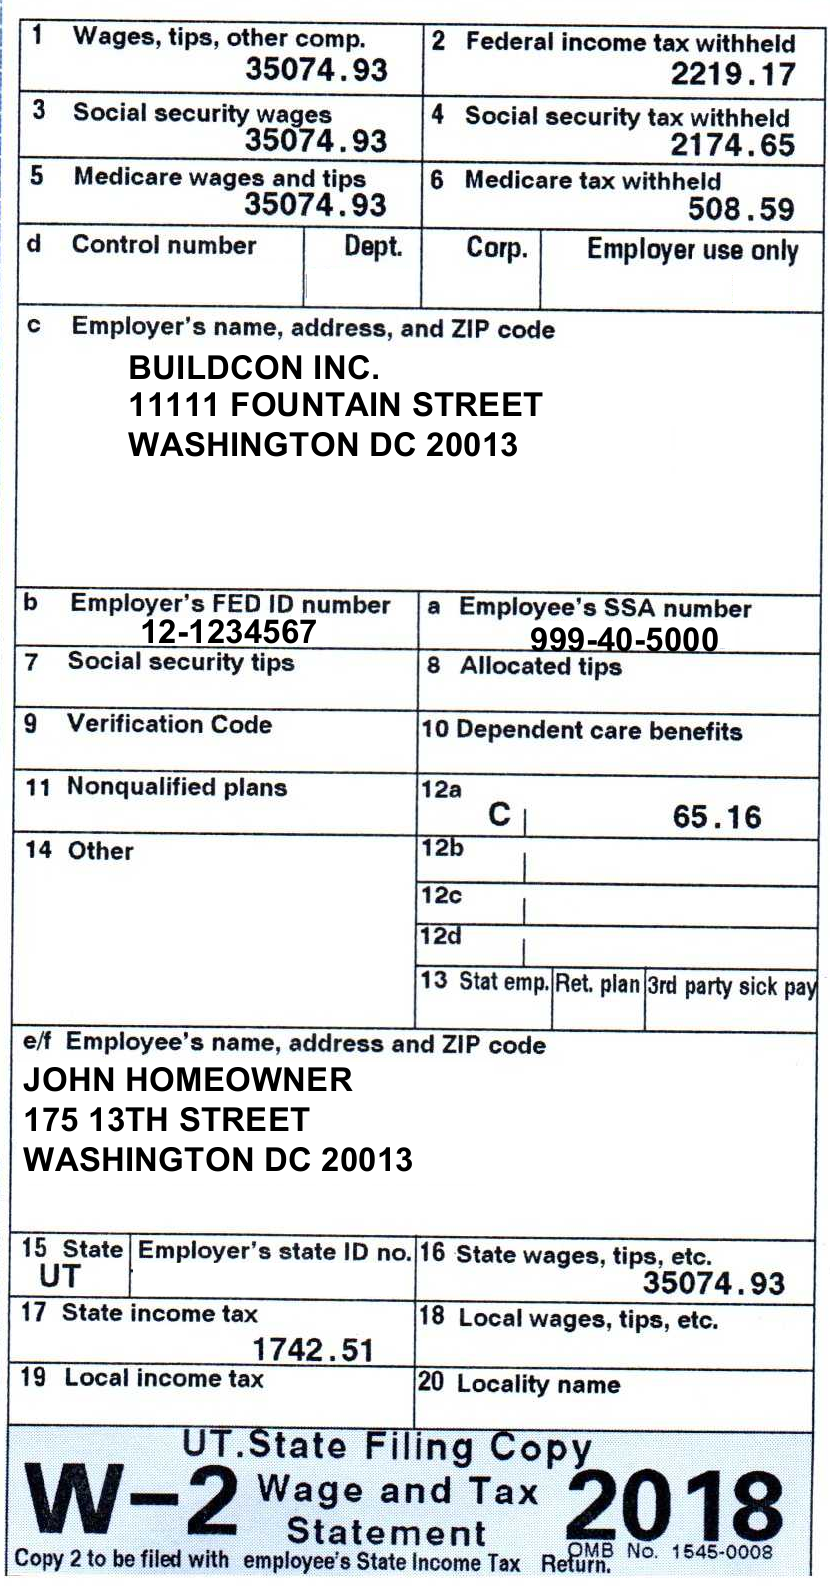 1 Wages, tips, other comp.
35074.93
2 Federal income tax withheld
2219.17
3 Social security wages
35074.93
4 Social security tax withheld
2174.65
5 Medicare wages and tips
35074.93
6 Medicare tax withheld
508.59
d Control number
Dept.
Corp.
Employer use only
c Employer's name, address, and ZIP code
BUILDCON INC.
11111 FOUNTAIN STREET
WASHINGTON DC 20013
b Employer's FED ID number
12-1234567
a Employee's SSA number
999-40-5000
7 Social security tips
8 Allocated tips
9 Verification Code
10 Dependent care benefits
11 Nonqualified plans
12a
C 65.16
14 Other
12b
12c
12d
13 Stat emp. Ret. plan 3rd party sick pay
e/f Employee's name, address and ZIP code
JOHN HOMEOWNER
175 13TH STREET
WASHINGTON DC 20013
15 State
UT
Employer's state ID no.
16 State wages, tips, etc.
35074.93
17 State income tax
1742.51
18 Local wages, tips, etc.
19 Local income tax
20 Locality name
UT.State Filing Copy
W-2 Wage and Tax
Statement
2018
OMB No. 1545-0008
Copy 2 to be filed with employee's State Income Tax Return.